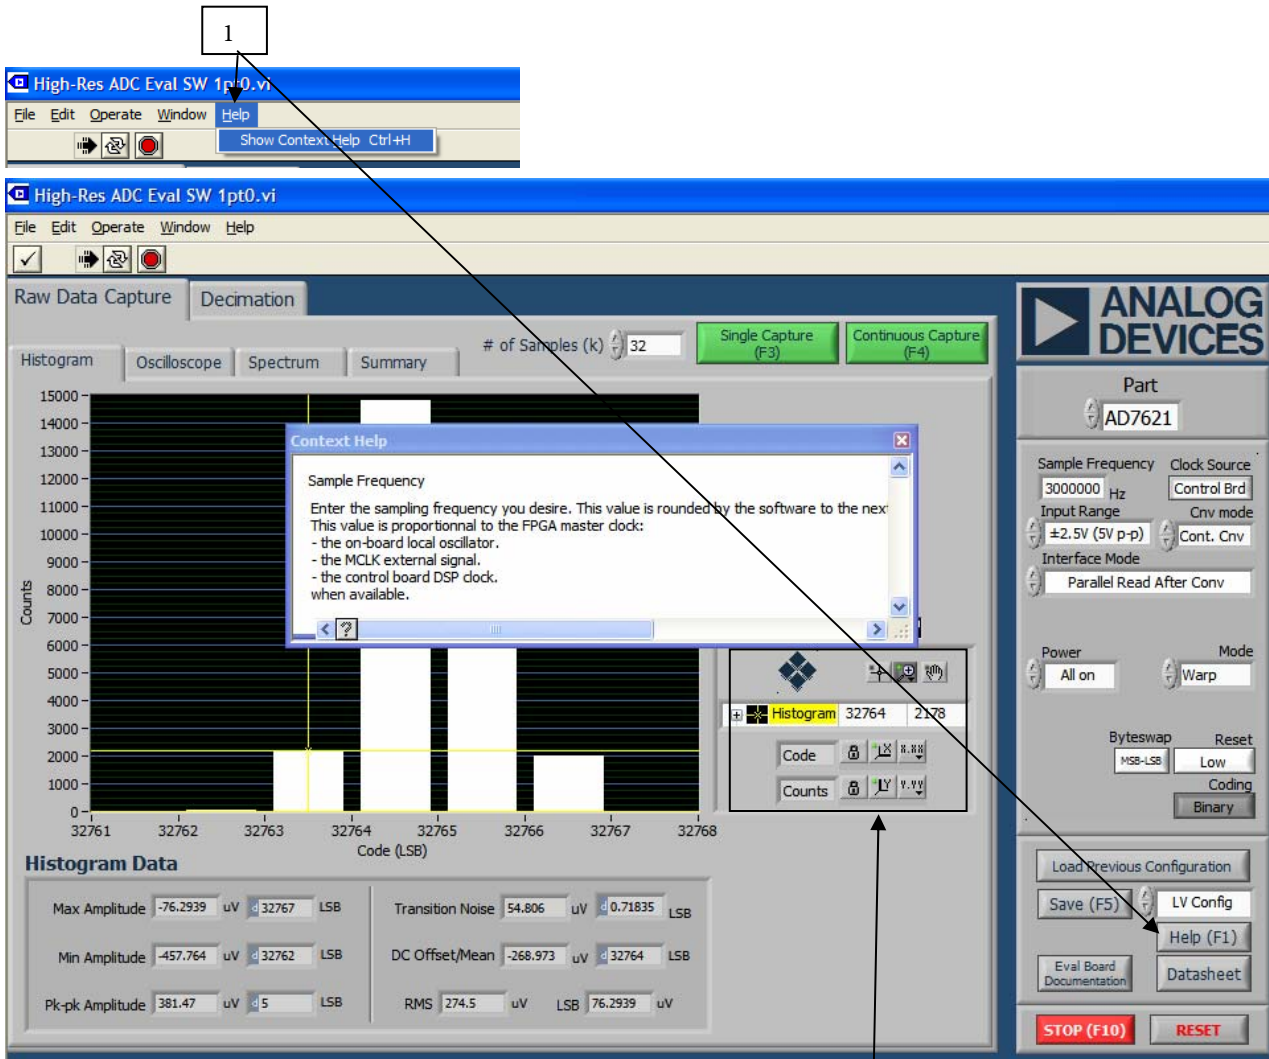 1
High-Res ADC Eval SW 1pt0.vi
File Edit Operate Window Help
Show Context Help Ctrl+H
High-Res ADC Eval SW 1pt0.vi
File Edit Operate Window Help
Raw Data Capture Decimation
ANALOG
DEVICES
# of Samples (k) 32
Single Capture
(F3)
Continuous Capture
(F4)
Histogram Oscilloscope Spectrum Summary
Part
AD7621
15000
14000
13000
12000
11000
10000
9000
8000
7000
6000
5000
4000
3000
2000
1000
0
Counts
32761 32762 32763 32764 32765 32766 32767 32768
Code (LSB)
Context Help
Sample Frequency
Enter the sampling frequency you desire. This value is rounded by the software to the next
This value is proportionnal to the FPGA master clock:
- the on-board local oscillator.
- the MCLK external signal.
- the control board DSP clock.
when available.
?
Histogram 32764 2178
Code X X.XX
Counts Y Y.YY
Sample Frequency Clock Source
3000000 Hz Control Brd
Input Range Cnv mode
±2.5V (5V p-p) Cont. Cnv
Interface Mode
Parallel Read After Conv
Power Mode
All on Warp
Byteswap Reset
MSB-LSB Low
Coding
Binary
Histogram Data
Max Amplitude -76.2939 uV d 32767 LSB
Transition Noise 54.806 uV d 0.71835 LSB
Min Amplitude -457.764 uV d 32762 LSB
DC Offset/Mean -268.973 uV d 32764 LSB
Pk-pk Amplitude 381.47 uV d 5 LSB
RMS 274.5 uV LSB 76.2939 uV
Load Previous Configuration
Save (F5) LV Config
Help (F1)
Eval Board
Documentation
Datasheet
STOP (F10) RESET